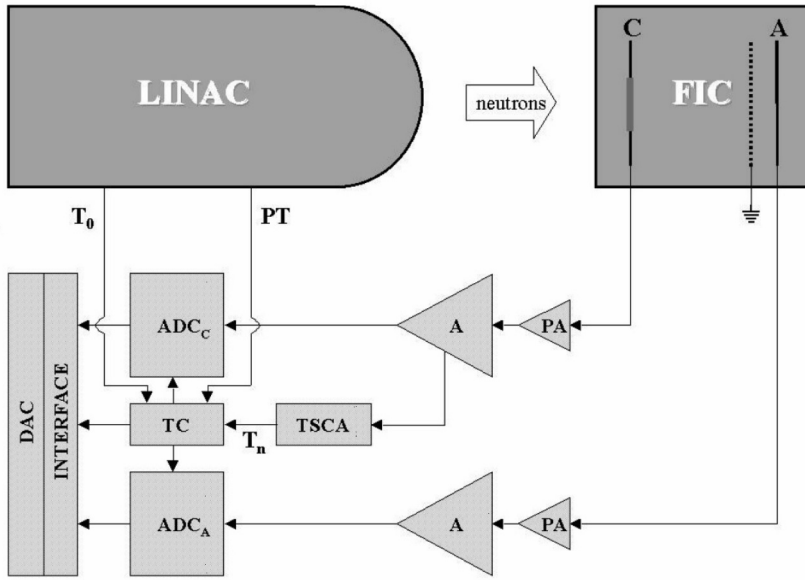 LINAC
neutrons
C
A
FIC
T0
PT
ADCC
A
PA
DAC
INTERFACE
TC
Tn
TSCA
ADCA
A
PA